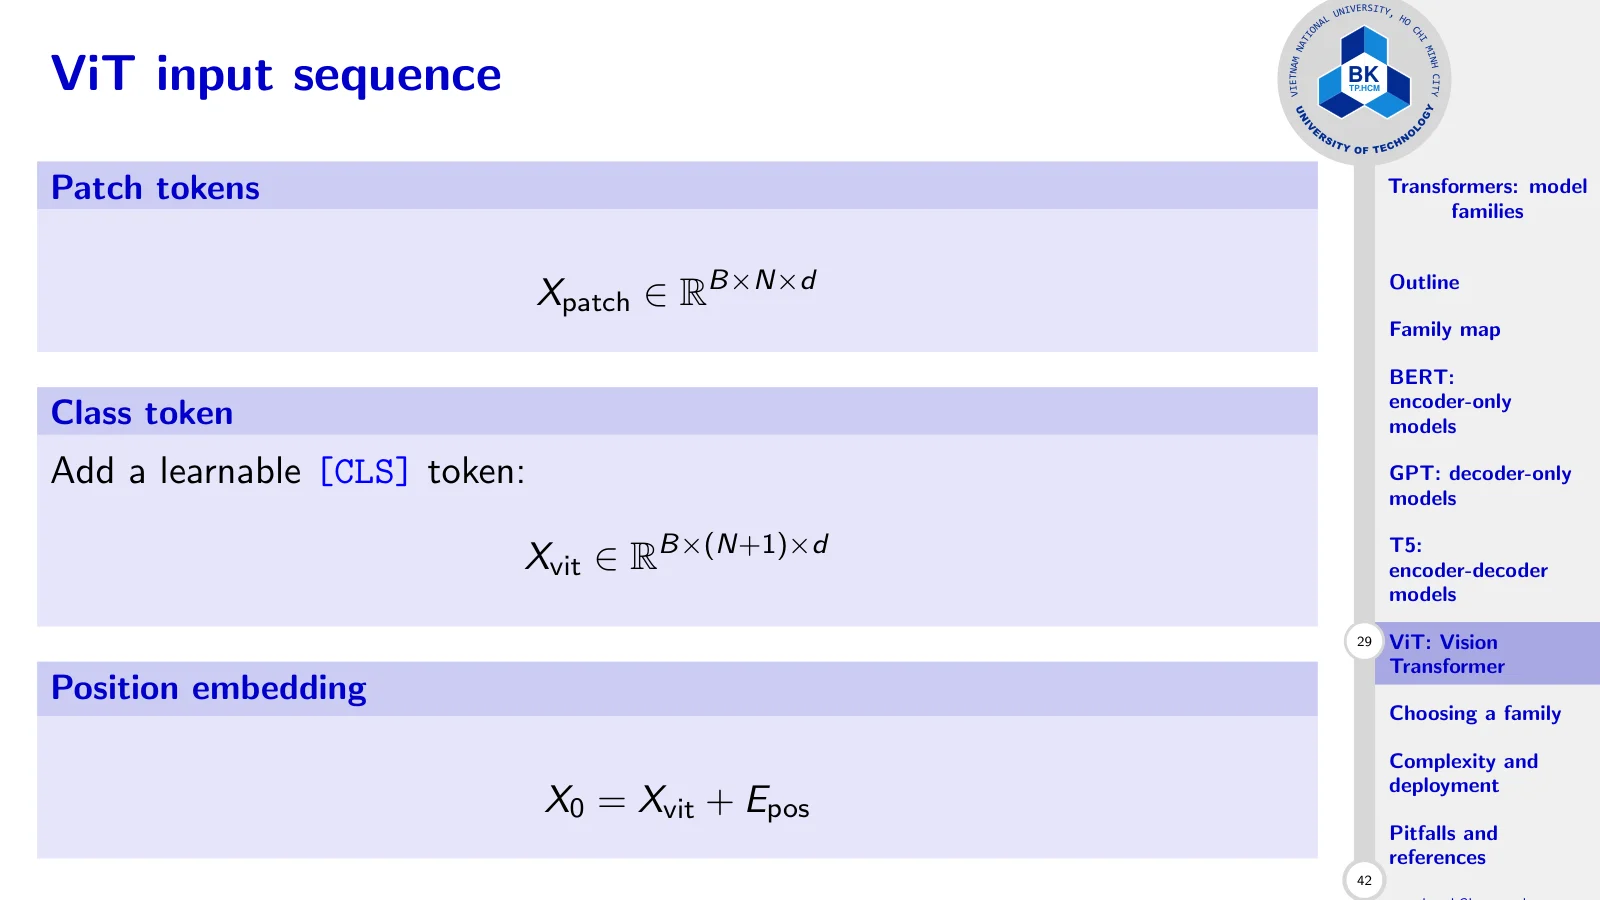 ViT input sequence
Patch tokens
X_patch ∈ ℝ^{B×N×d}
Class token
Add a learnable [CLS] token:
X_vit ∈ ℝ^{B×(N+1)×d}
Position embedding
X_0 = X_vit + E_pos
VIETNAM NATIONAL UNIVERSITY, HO CHI MINH CITY
BK
TP.HCM
UNIVERSITY OF TECHNOLOGY
Transformers: model
families
Outline
Family map
BERT:
encoder-only
models
GPT: decoder-only
models
T5:
encoder-decoder
models
29
ViT: Vision
Transformer
Choosing a family
Complexity and
deployment
Pitfalls and
references
42